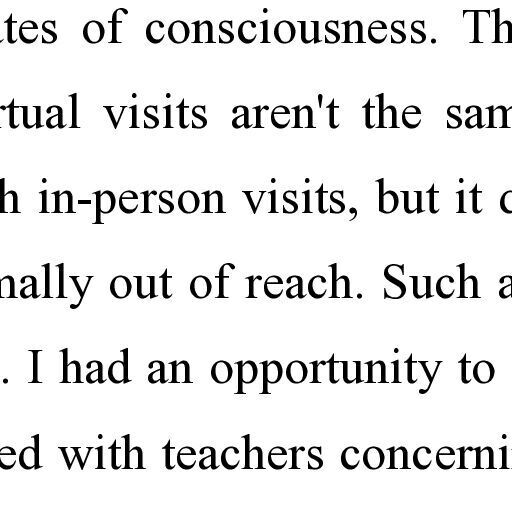 tes of consciousness. Th
rtual visits aren't the sam
h in-person visits, but it
mally out of reach. Such a
. I had an opportunity to
ed with teachers concerni